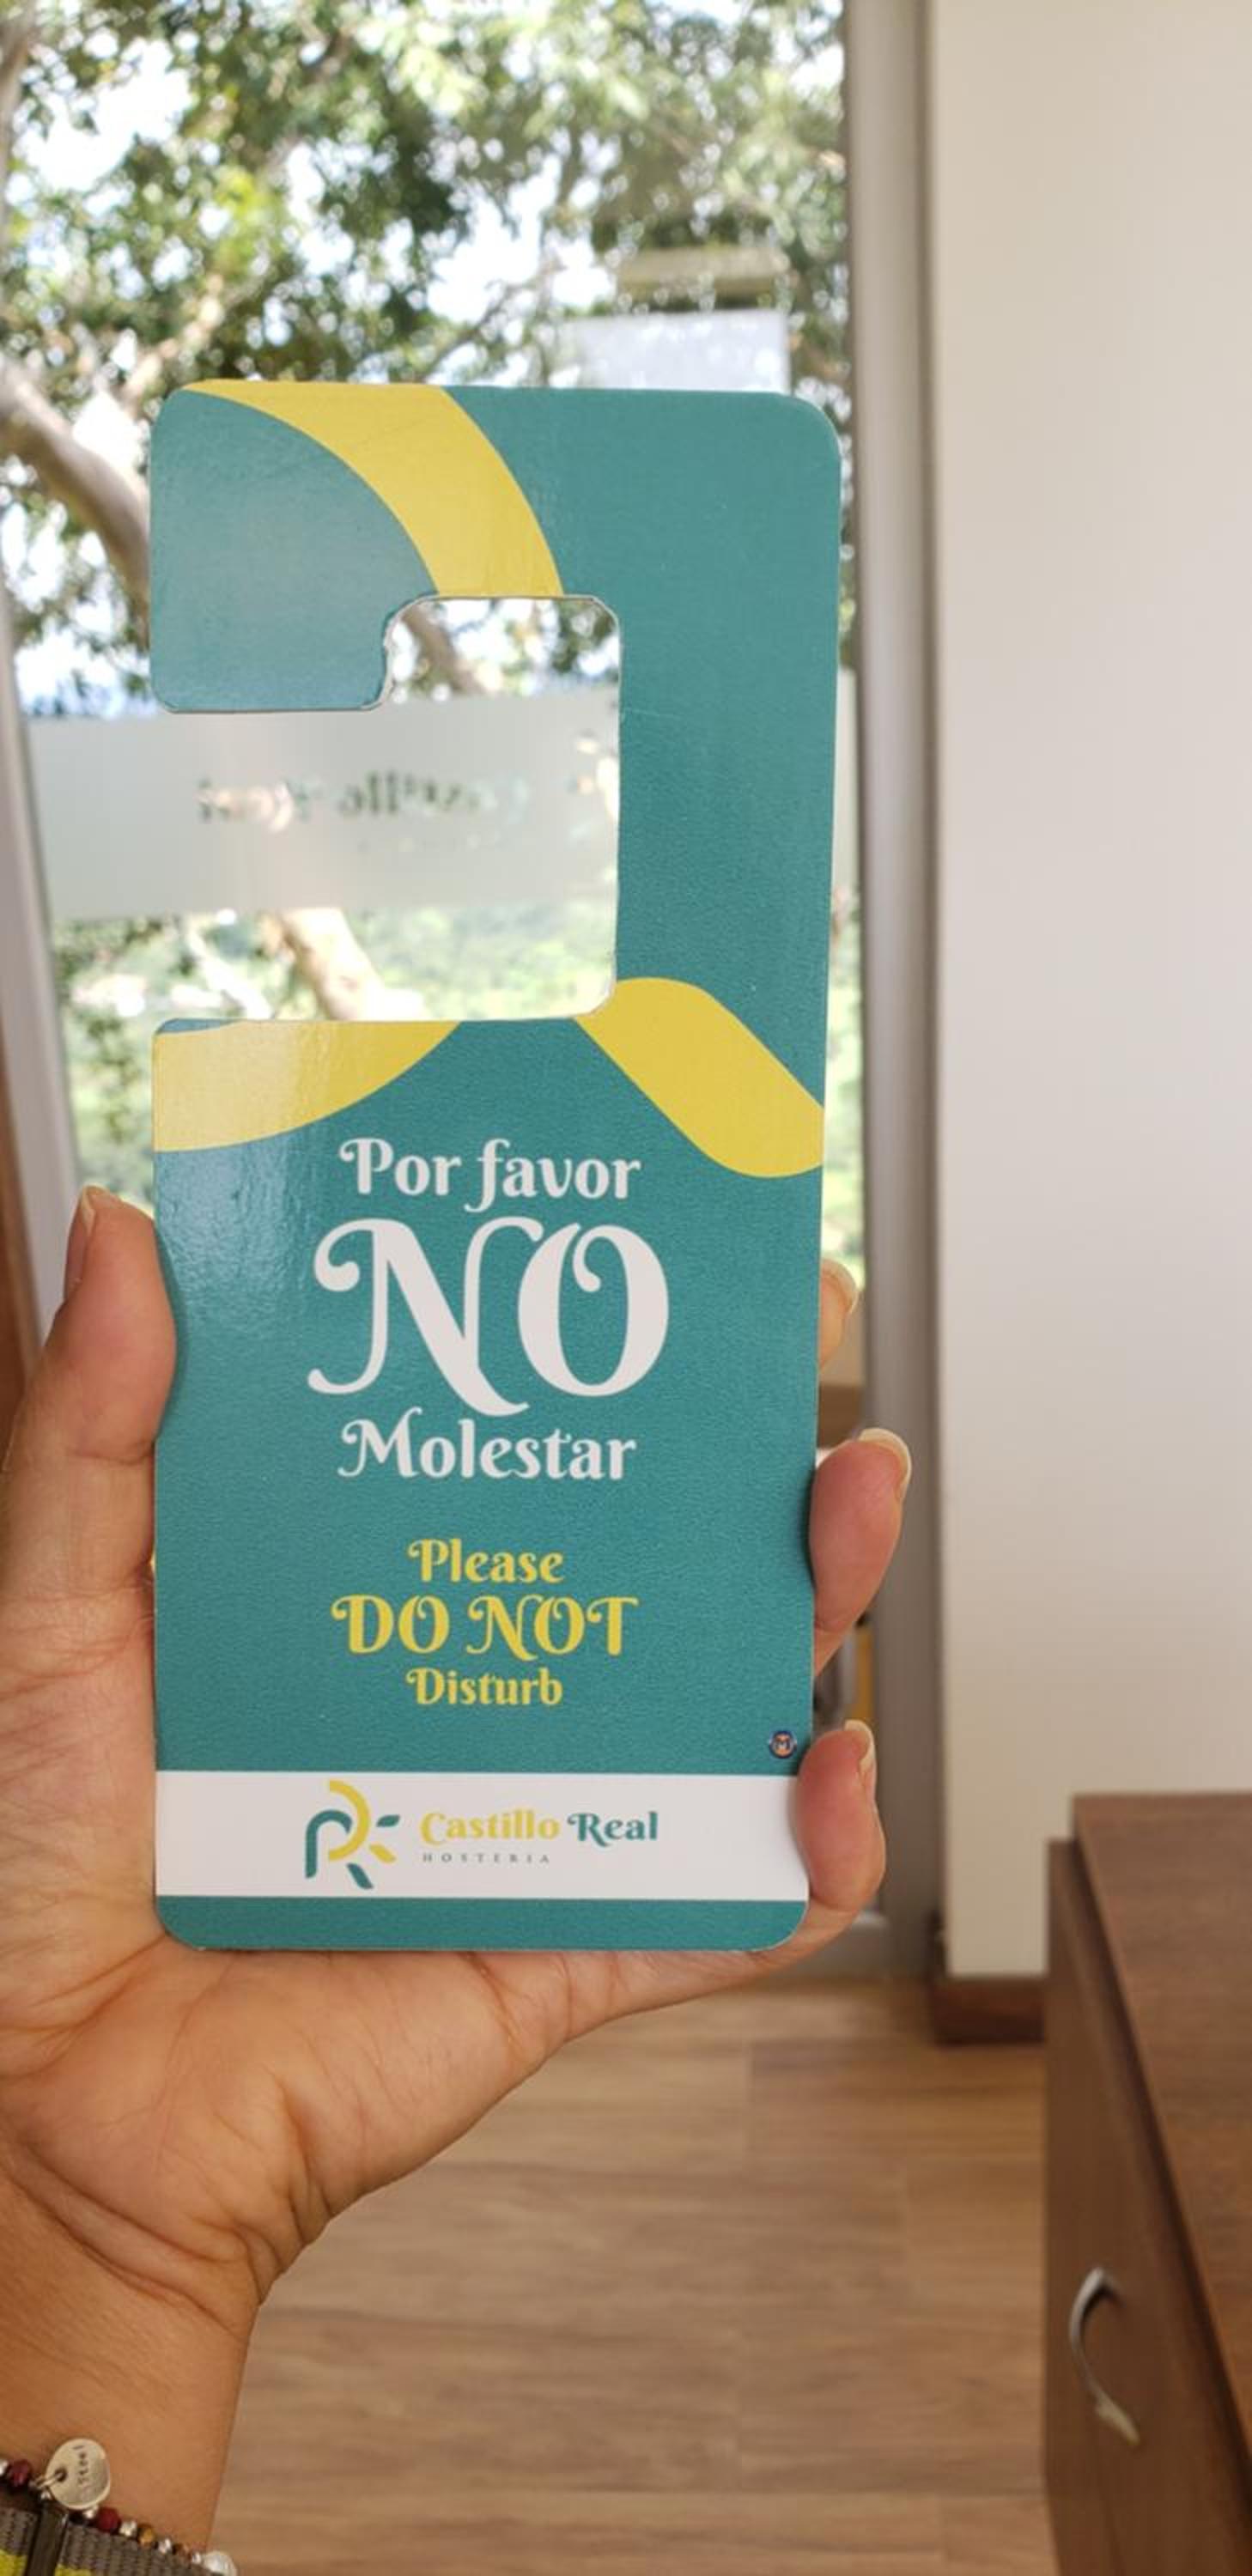 Por favor
NO
Molestar
Please
DO NOT
Disturb
Castillo Real
HOSTERIA